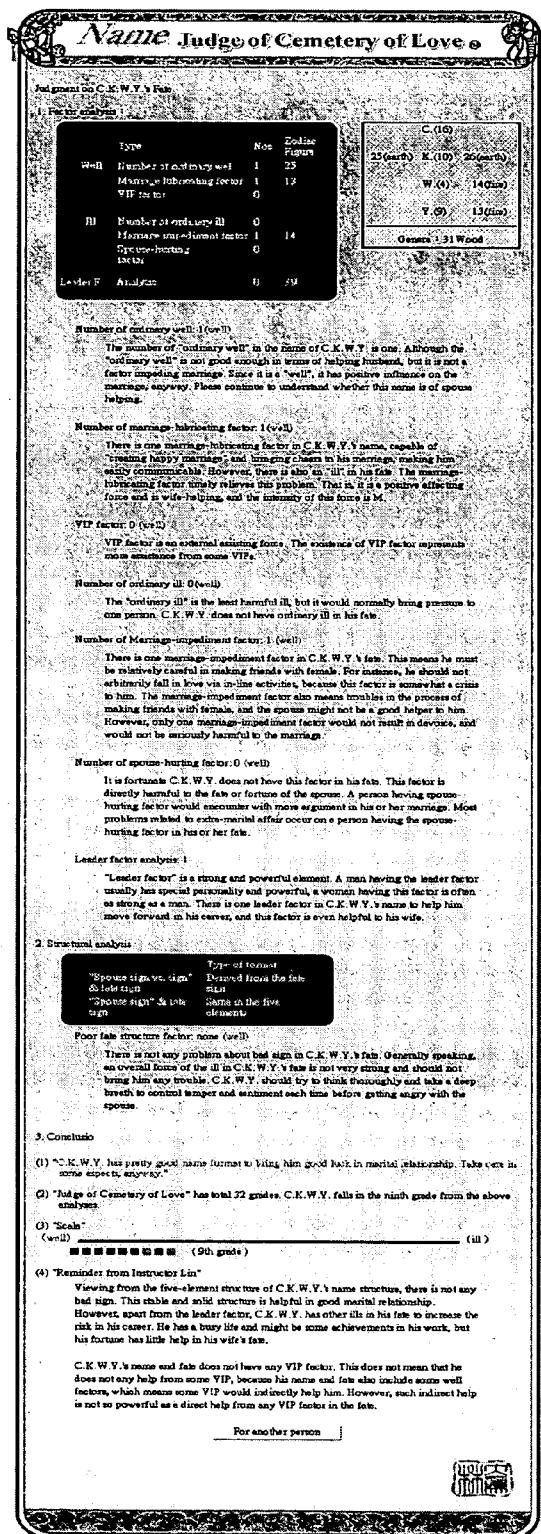 Name Judge of Cemetery of Love
Judgment on C.K.W.Y.'s Fate
1. Factor analysis
Type Nos Zodiac Figure
Well Number of ordinary well 1 25
Marriage lubricating factor 1 13
VIP factor 0
Ill Number of ordinary ill 0
Marriage impediment factor 1 14
Spouse-hurting factor 0
Leader F Analysis 0 39
C.(16)
25(earth) K.(10) 26(earth)
W.(4) 14(fire)
Y.(9) 13(fire)
General 31 Wood
Number of ordinary well: 1(well)
The number of "ordinary well" in the name of C.K.W.Y. is one. Although the
"ordinary well" is not good enough in terms of helping husband, but it is not a
factor impeding marriage. Since it is a "well", it has positive influence on the
marriage, anyway. Please continue to understand whether this name is of spouse
helping.
Number of marriage-lubricating factor: 1(well)
There is one marriage-lubricating factor in C.K.W.Y.'s name, capable of
creating happy marriage, and bringing cheers to his marriage, making him
easily communicable. However, there is also an "ill" in his fate. The marriage-
lubricating factor timely relieves this problem. That is, it is a positive affecting
force and is wife-helping, and the intensity of this force is M.
VIP factor: 0 (well)
VIP factor is an external assisting force. The existence of VIP factor represents
more assistance from some VIPs.
Number of ordinary ill: 0(well)
The "ordinary ill" is the least harmful ill, but it would normally bring pressure to
one person. C.K.W.Y. does not have ordinary ill in his fate.
Number of Marriage-impediment factor: 1 (well)
There is one marriage-impediment factor in C.K.W.Y.'s fate. This means he must
be relatively careful in making friends with female. For instance, he should not
arbitrarily fall in love via in-line activities, because this factor is somewhat a crisis
to him. The marriage-impediment factor also means troubles in the process of
making friends with female, and the spouse might not be a good helper to him.
However, only one marriage-impediment factor would not result in devorce, and
would not be seriously harmful to the marriage.
Number of spouse-hurting factor: 0 (well)
It is fortunate C.K.W.Y. does not have this factor in his fate. This factor is
directly harmful to the fate or fortune of the spouse. A person having spouse-
hurting factor would encounter with more argument in his or her marriage. Most
problems related to extra-marital affair occur on a person having the spouse-
hurting factor in his or her fate.
Leader factor analysis: 1
"Leader factor" is a strong and powerful element. A man having the leader factor
usually has special personality and powerful, a woman having this factor is often
as strong as a man. There is one leader factor in C.K.W.Y.'s name to help him
move forward in his career, and this factor is even helpful to his wife.
2. Structural analysis
Type of format
"Spouse sign vs. sign" & fate sign Derived from the fate sign
"Spouse sign" & fate sign Same in the five elements
Poor fate structure factor: none (well)
There is not any problem about bad sign in C.K.W.Y.'s fate. Generally speaking,
an overall force of the ill in C.K.W.Y.'s fate is not very strong and should not
bring him any trouble. C.K.W.Y. should try to think thoroughly and take a deep
breath to control temper and sentiment each time before getting angry with the
spouse.
3. Conclusio
(1) "C.K.W.Y. has pretty good name format to bring him good luck in marital relationship. Take care in
some aspects, anyway."
(2) "Judge of Cemetery of Love" has total 32 grades. C.K.W.Y. falls in the ninth grade from the above
analyses.
(3) "Scale"
(well) (ill)
(9th grade)
(4) "Reminder from Instructor Lin"
Viewing from the five-element structure of C.K.W.Y.'s name structure, there is not any
bad sign. This stable and solid structure is helpful in good marital relationship.
However, apart from the leader factor, C.K.W.Y. has other ills in his fate to increase the
risk in his career. He has a busy life and might be some achievements in his work, but
his fortune has little help in his wife's fate.
C.K.W.Y.'s name and fate does not have any VIP factor. This does not mean that he
does not any help from some VIP, because his name and fate also include some well
factors, which means some VIP would indirectly help him. However, such indirect help
is not so powerful as a direct help from any VIP factor in the fate.
For another person